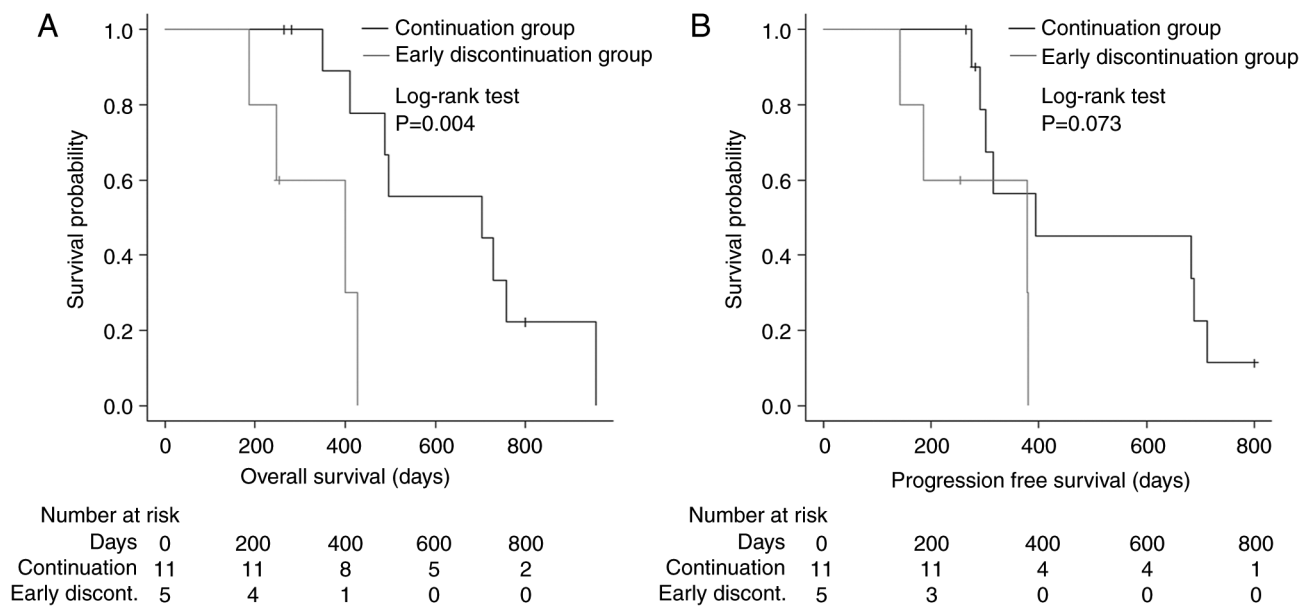 A
1.0
0.8
0.6
0.4
0.2
0.0
Survival probability
Continuation group
Early discontinuation group
Log-rank test
P=0.004
0 200 400 600 800
Overall survival (days)
Number at risk
Days 0 200 400 600 800
Continuation 11 11 8 5 2
Early discont. 5 4 1 0 0
B
1.0
0.8
0.6
0.4
0.2
0.0
Survival probability
Continuation group
Early discontinuation group
Log-rank test
P=0.073
0 200 400 600 800
Progression free survival (days)
Number at risk
Days 0 200 400 600 800
Continuation 11 11 4 4 1
Early discont. 5 3 0 0 0